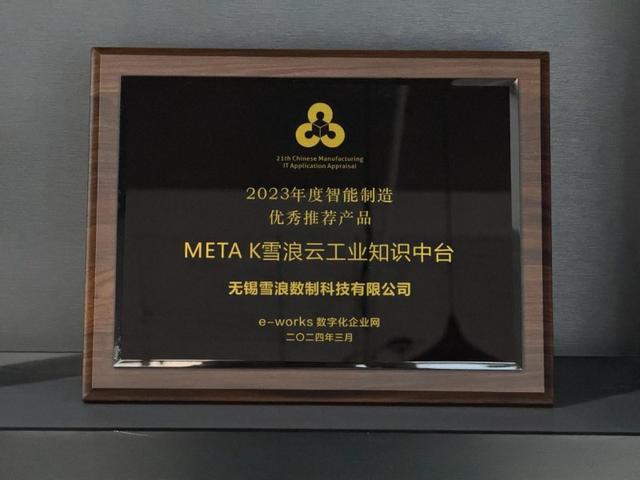 21th Chinese Manufacturing
IT Application Appraisal
2023年度智能制造
优秀推荐产品
META K雪浪云工业知识中台
无锡雪浪数制科技有限公司
e-works 数字化企业网
二〇二四年三月